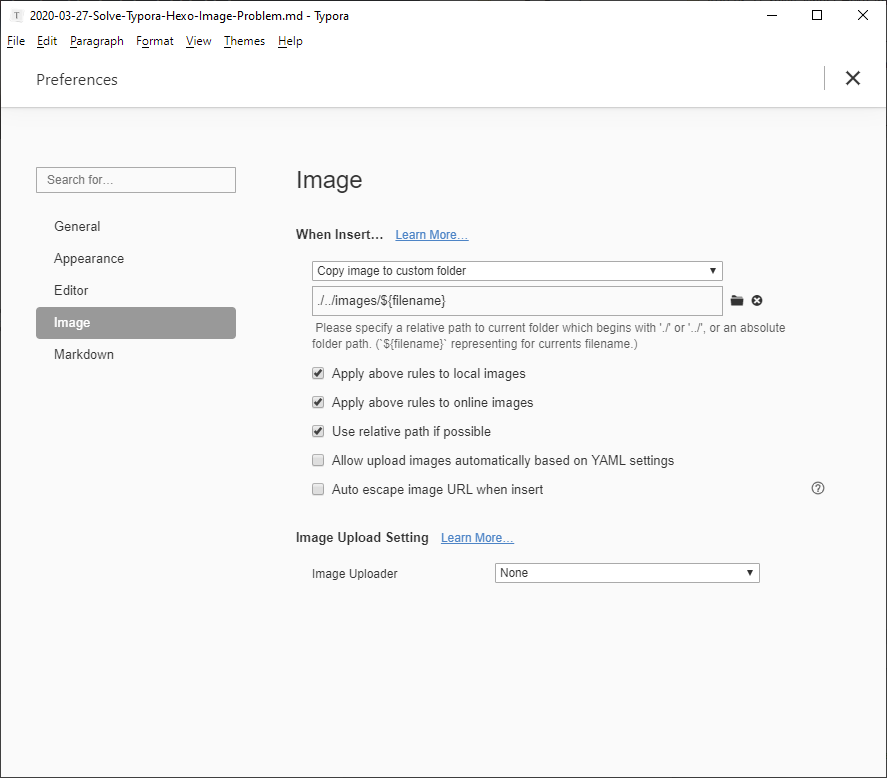 T 2020-03-27-Solve-Typora-Hexo-Image-Problem.md - Typora
File Edit Paragraph Format View Themes Help
Preferences
Search for...
General
Appearance
Editor
Image
Markdown
Image
When Insert... Learn More...
Copy image to custom folder
./../images/${filename}
Please specify a relative path to current folder which begins with './' or '../', or an absolute
folder path. (`${filename}` representing for currents filename.)
Apply above rules to local images
Apply above rules to online images
Use relative path if possible
Allow upload images automatically based on YAML settings
Auto escape image URL when insert
Image Upload Setting Learn More...
Image Uploader None